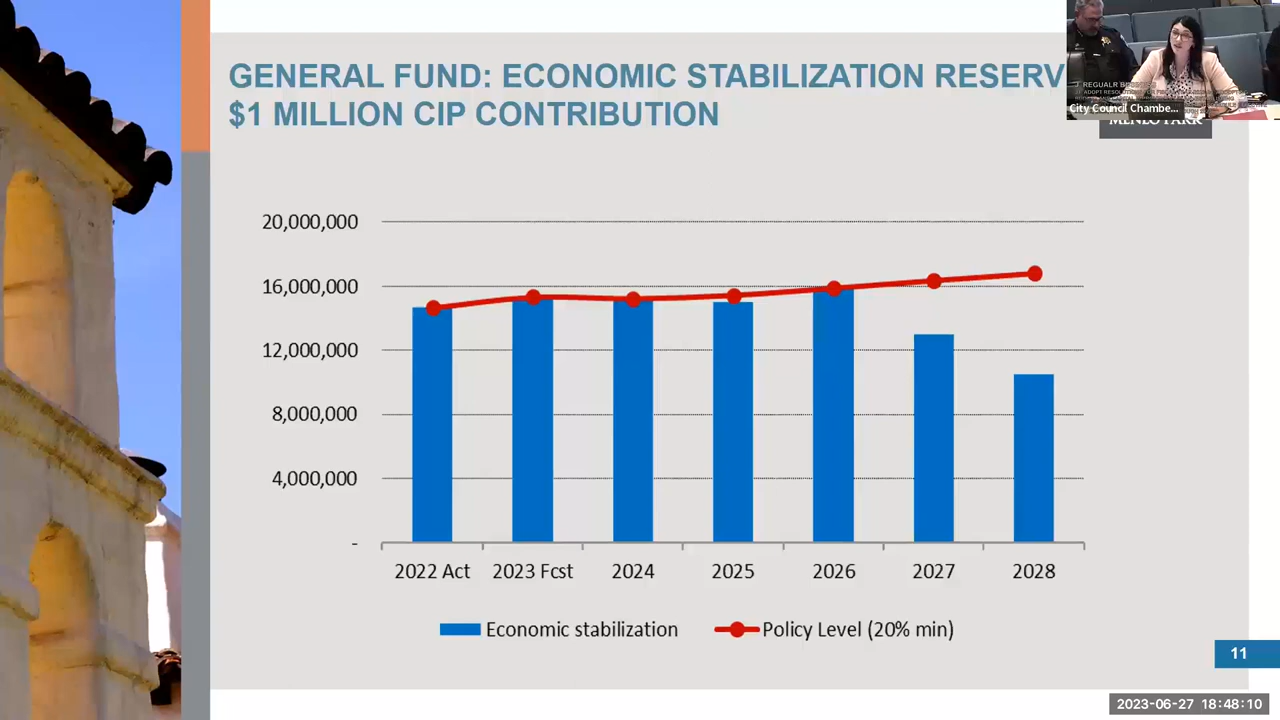 GENERAL FUND: ECONOMIC STABILIZATION RESERV
$1 MILLION CIP CONTRIBUTION
City Council Chambe...
MENLO PARK
20,000,000
16,000,000
12,000,000
8,000,000
4,000,000
-
2022 Act 2023 Fcst 2024 2025 2026 2027 2028
Economic stabilization Policy Level (20% min)
11
2023-06-27 18:48:10